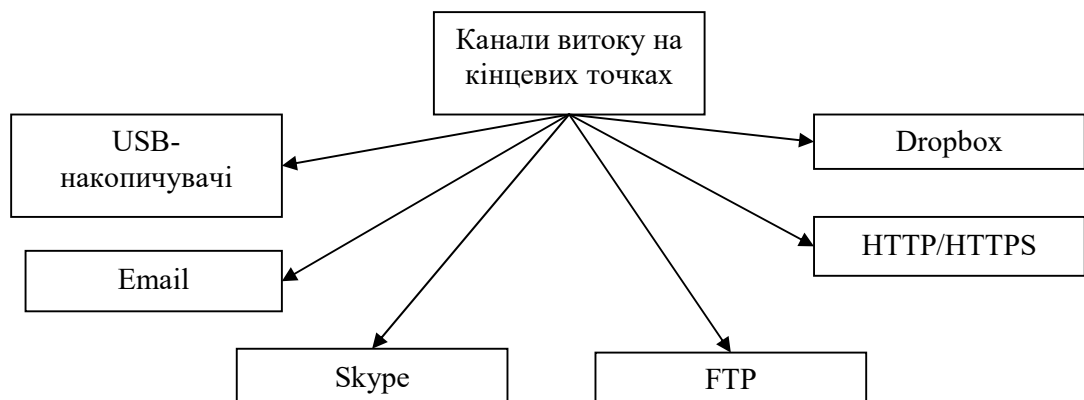 Канали витоку на
кінцевих точках
USB-
накопичувачі
Dropbox
HTTP/HTTPS
Email
Skype
FTP